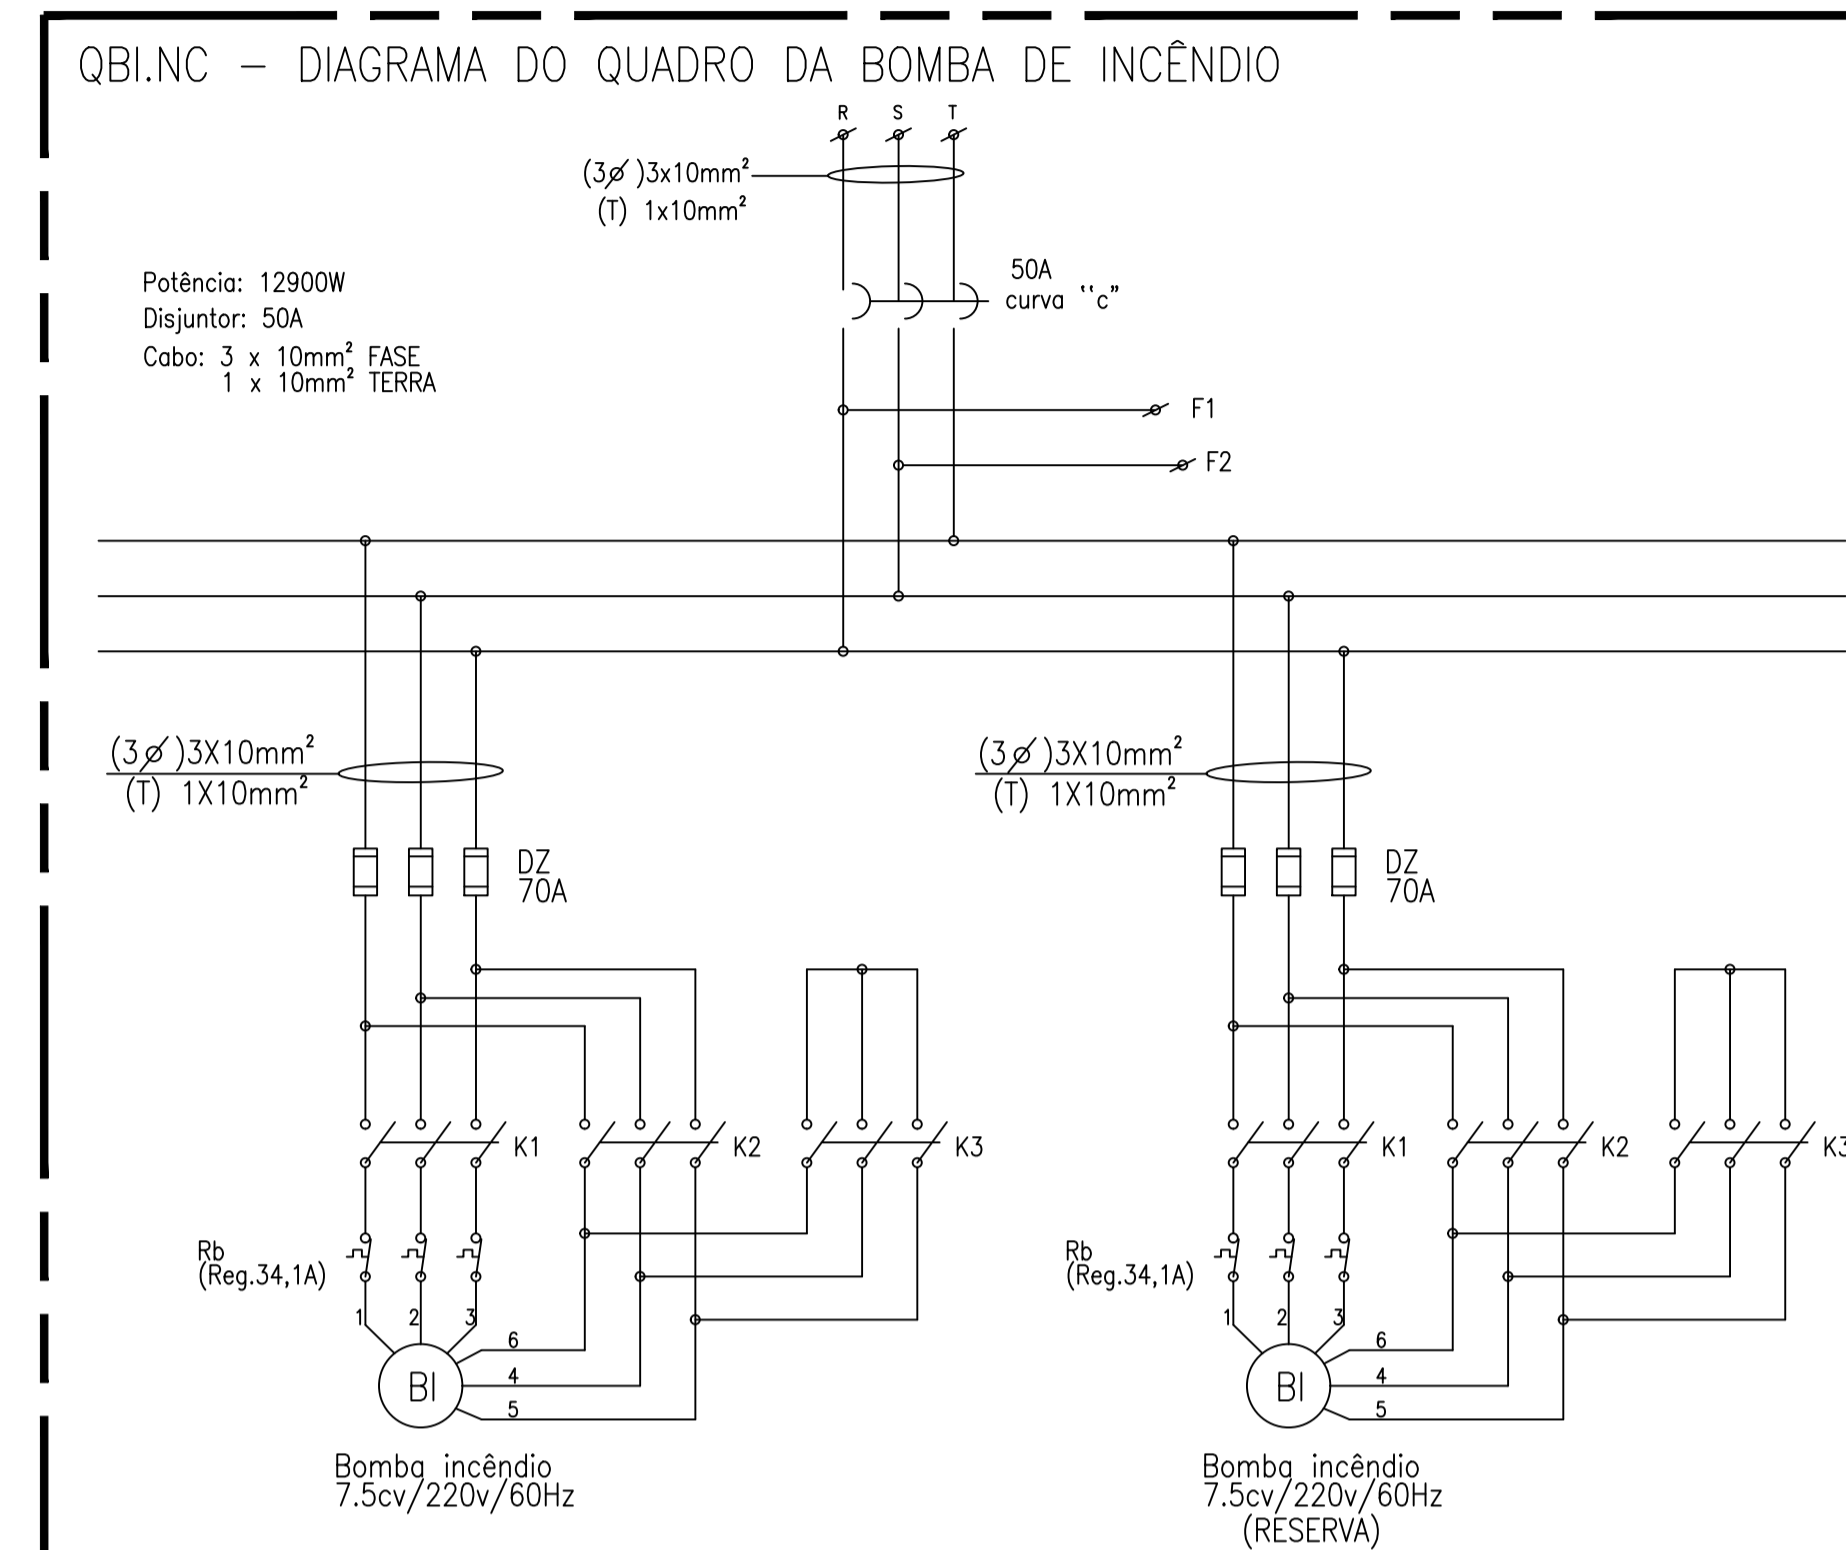 QBI.NC – DIAGRAMA DO QUADRO DA BOMBA DE INCÊNDIO
R S T
(3Ø)3x10mm²
(T) 1x10mm²
50A
curva ‘‘c”
Potência: 12900W
Disjuntor: 50A
Cabo: 3 x 10mm² FASE
1 x 10mm² TERRA
F1
F2
(3Ø)3X10mm²
(T) 1X10mm²
(3Ø)3X10mm²
(T) 1X10mm²
DZ
70A
DZ
70A
K1 K2 K3
K1 K2 K3
Rb
(Reg.34,1A)
Rb
(Reg.34,1A)
1 2 3
6
4
5
BI
1 2 3
6
4
5
BI
Bomba incêndio
7.5cv/220v/60Hz
Bomba incêndio
7.5cv/220v/60Hz
(RESERVA)